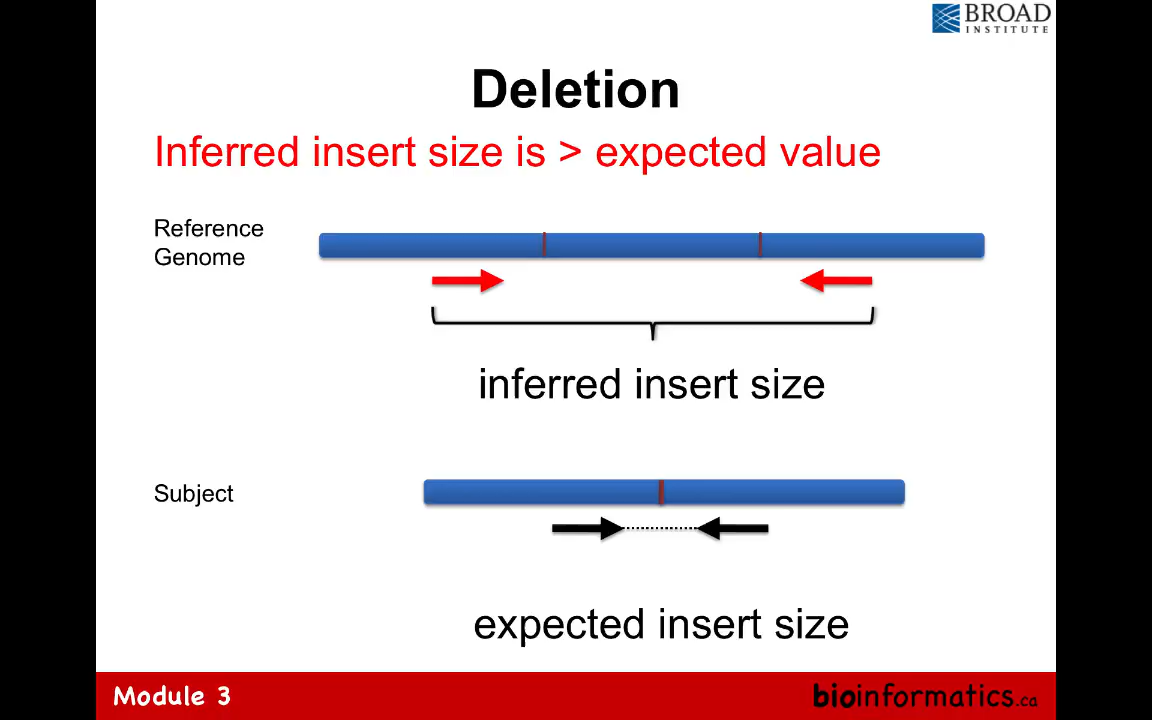 BROAD
INSTITUTE
Deletion
Inferred insert size is > expected value
Reference
Genome
inferred insert size
Subject
expected insert size
Module 3
bioinformatics.ca